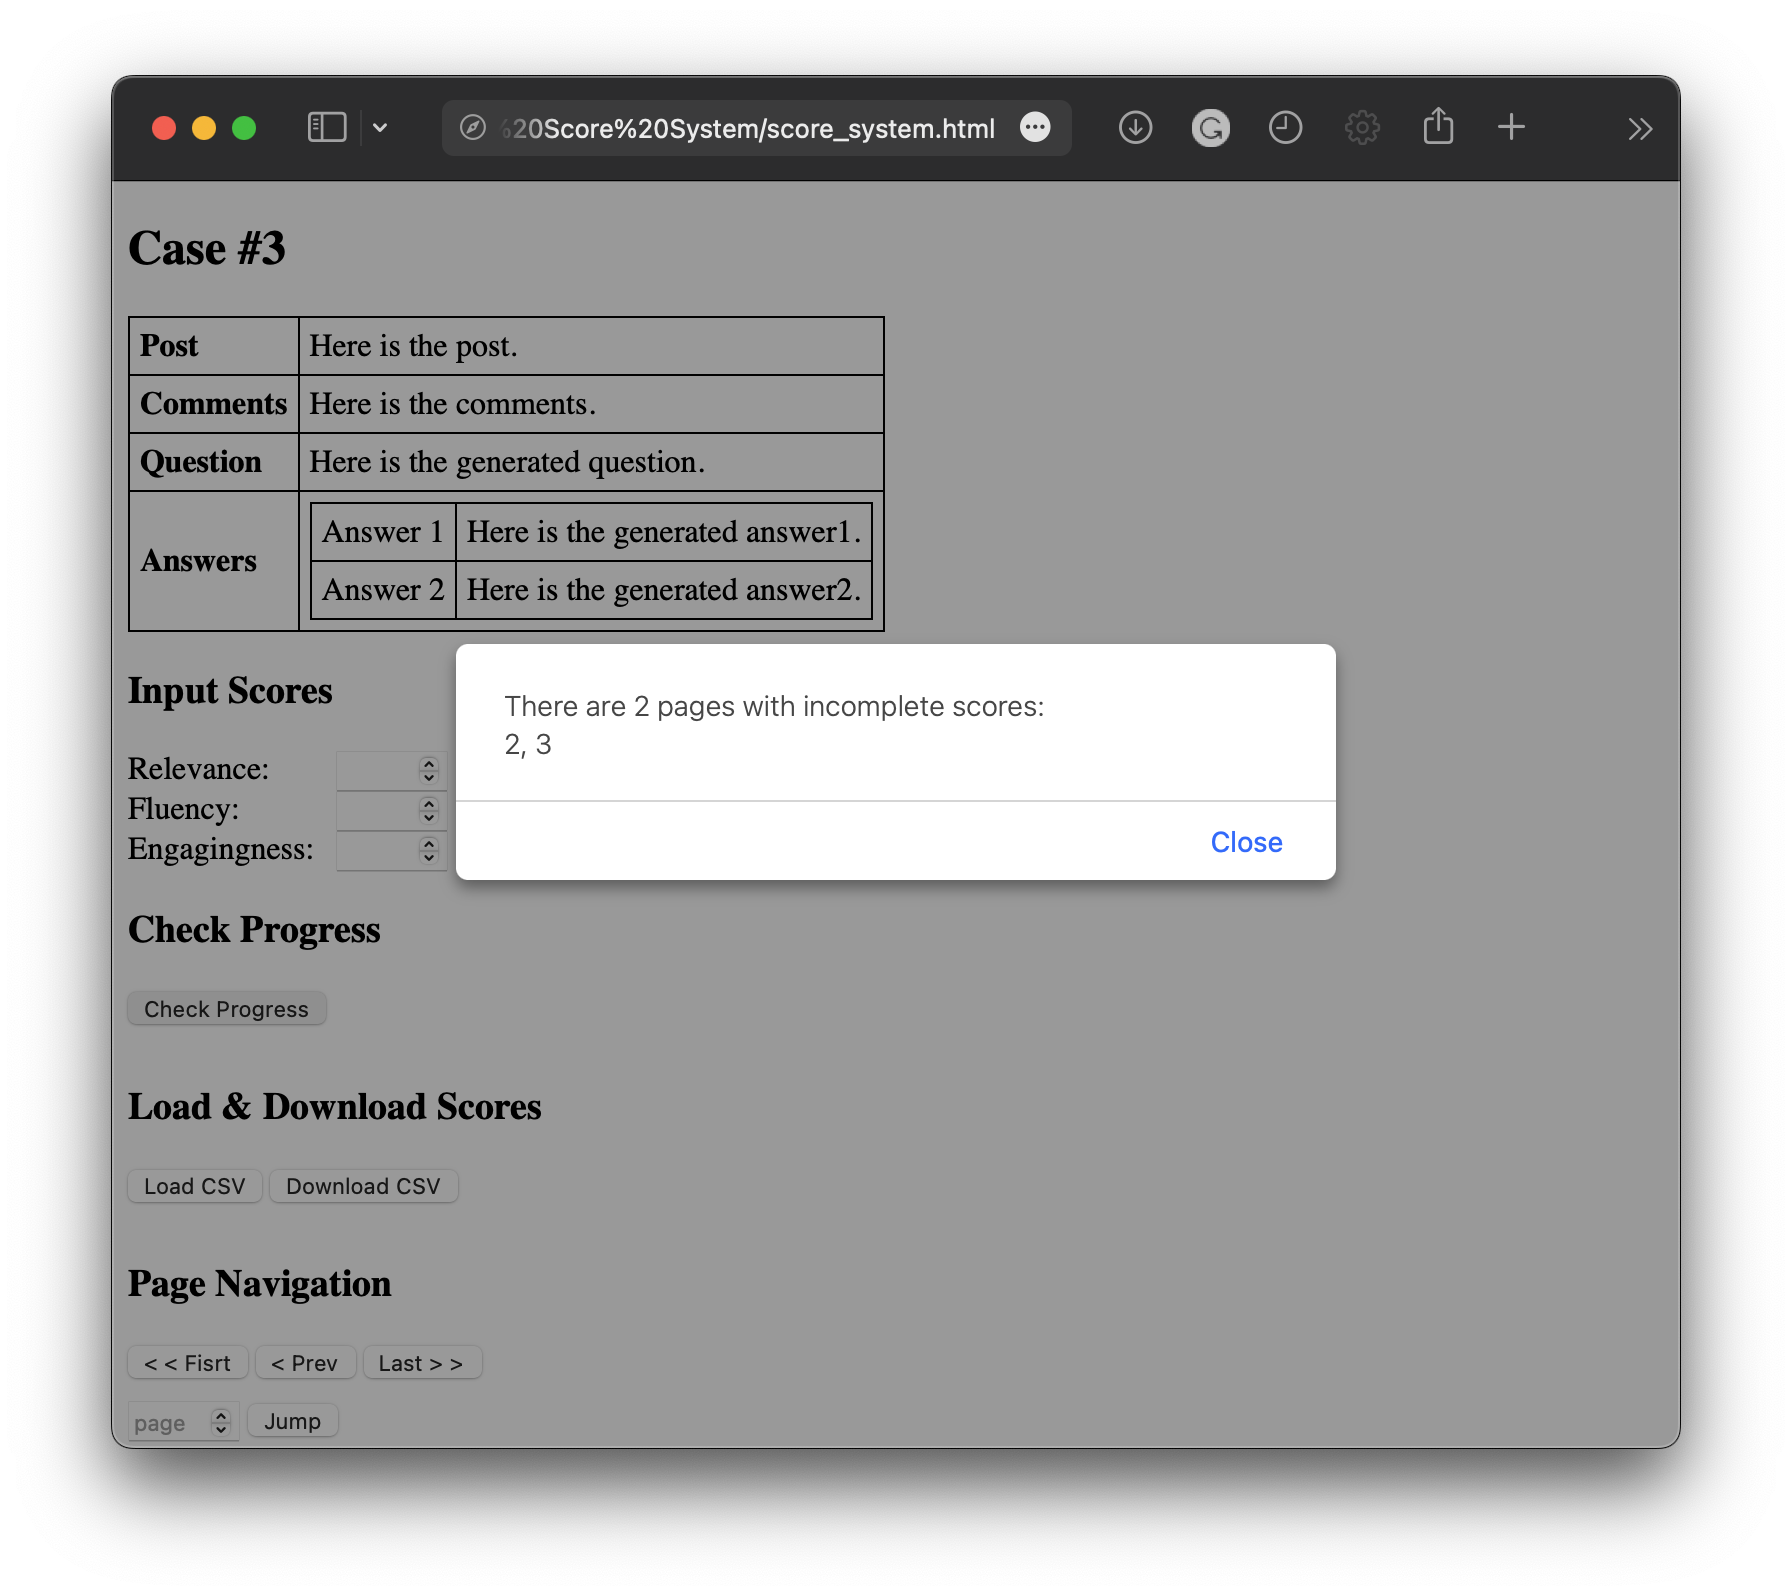 %20Score%20System/score_system.html
Case #3
Post Here is the post.
Comments Here is the comments.
Question Here is the generated question.
Answers
Answer 1 Here is the generated answer1.
Answer 2 Here is the generated answer2.
Input Scores
There are 2 pages with incomplete scores:
2, 3
Relevance:
Fluency:
Engagingness:
Close
Check Progress
Check Progress
Load & Download Scores
Load CSV Download CSV
Page Navigation
< < Fisrt < Prev Last > >
page Jump